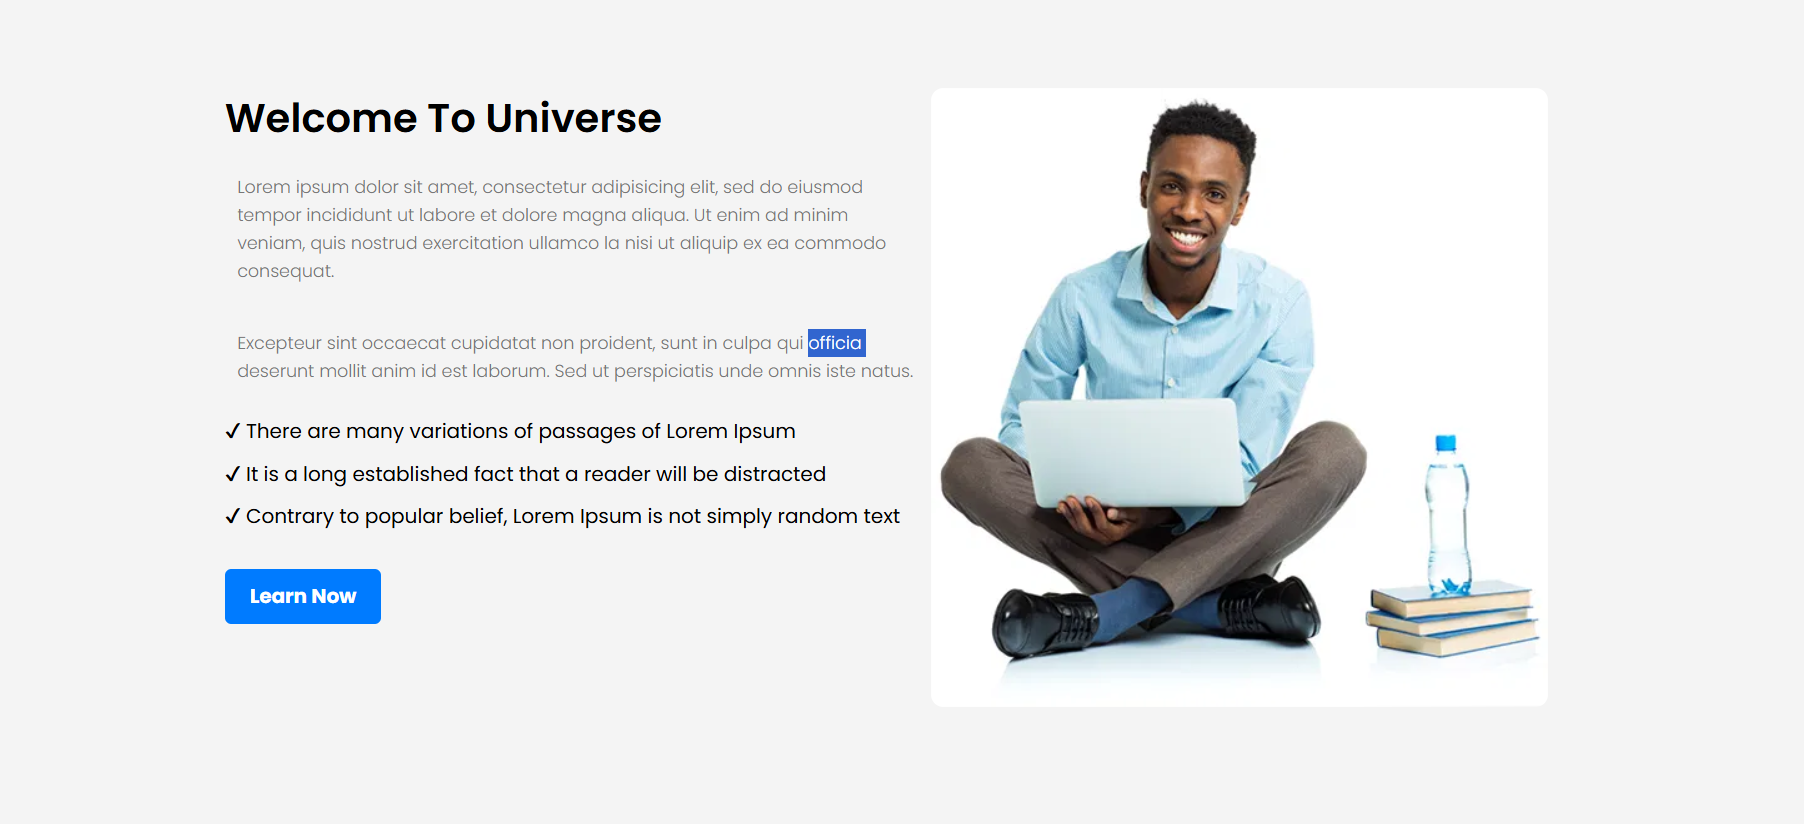 Welcome To Universe
Lorem ipsum dolor sit amet, consectetur adipisicing elit, sed do eiusmod
tempor incididunt ut labore et dolore magna aliqua. Ut enim ad minim
veniam, quis nostrud exercitation ullamco la nisi ut aliquip ex ea commodo
consequat.
Excepteur sint occaecat cupidatat non proident, sunt in culpa qui officia
deserunt mollit anim id est laborum. Sed ut perspiciatis unde omnis iste natus.
✓ There are many variations of passages of Lorem Ipsum
✓ It is a long established fact that a reader will be distracted
✓ Contrary to popular belief, Lorem Ipsum is not simply random text
Learn Now